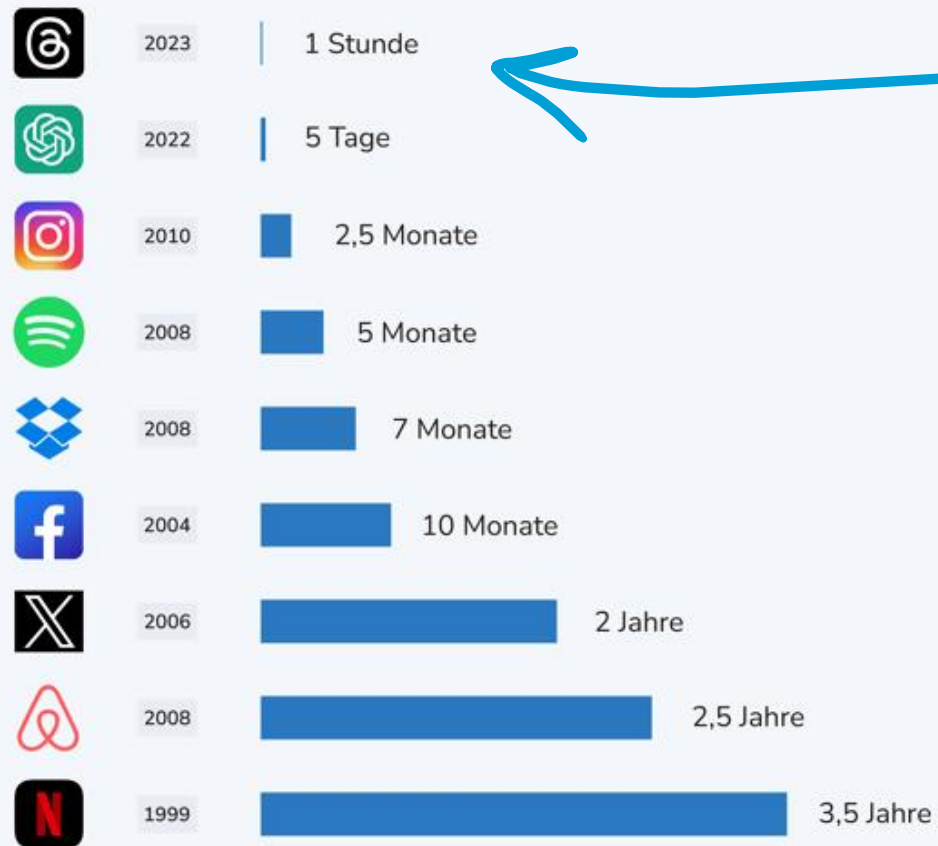 2023 1 Stunde
2022 5 Tage
2010 2,5 Monate
2008 5 Monate
2008 7 Monate
2004 10 Monate
2006 2 Jahre
2008 2,5 Jahre
1999 3,5 Jahre